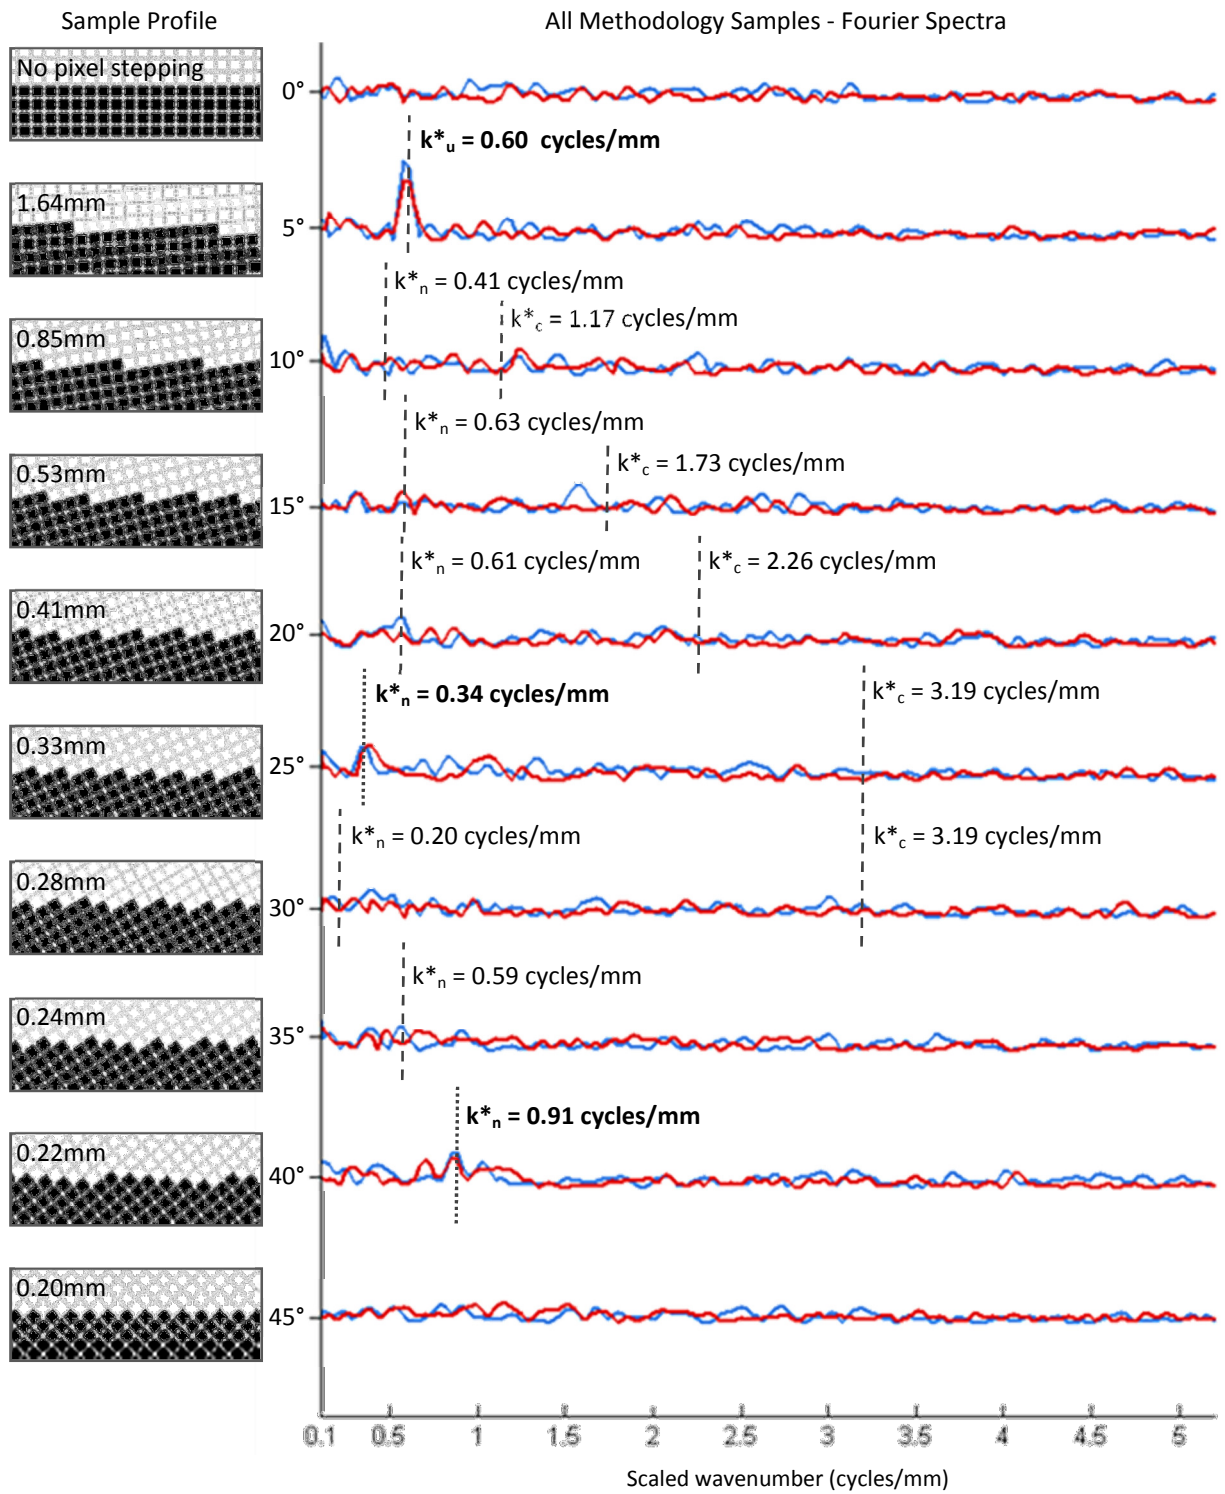 Sample Profile
All Methodology Samples - Fourier Spectra
No pixel stepping
0°
k*u = 0.60 cycles/mm
1.64mm
5°
k*n = 0.41 cycles/mm
k*c = 1.17 cycles/mm
0.85mm
10°
k*n = 0.63 cycles/mm
k*c = 1.73 cycles/mm
0.53mm
15°
k*n = 0.61 cycles/mm
k*c = 2.26 cycles/mm
0.41mm
20°
k*n = 0.34 cycles/mm
k*c = 3.19 cycles/mm
0.33mm
25°
k*n = 0.20 cycles/mm
k*c = 3.19 cycles/mm
0.28mm
30°
k*n = 0.59 cycles/mm
0.24mm
35°
k*n = 0.91 cycles/mm
0.22mm
40°
0.20mm
45°
0.1 0.5 1 1.5 2 2.5 3 3.5 4 4.5 5
Scaled wavenumber (cycles/mm)